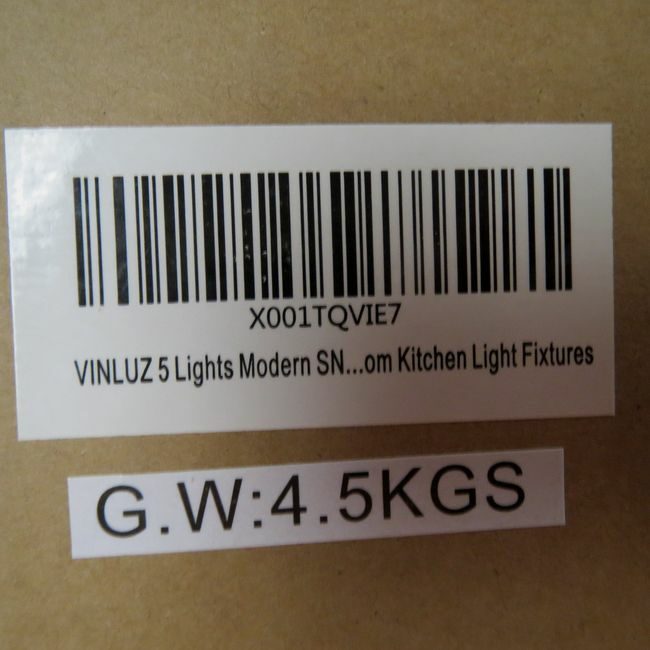 X001TQVIE7
VINLUZ 5 Lights Modern SN...om Kitchen Light Fixtures
G.W:4.5KGS